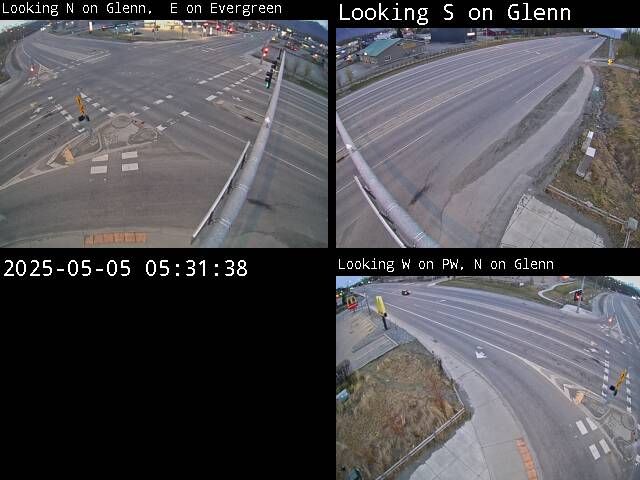 Looking N on Glenn,  E on Evergreen
Looking S on Glenn
2025-05-05 05:31:38
Looking W on PW, N on Glenn